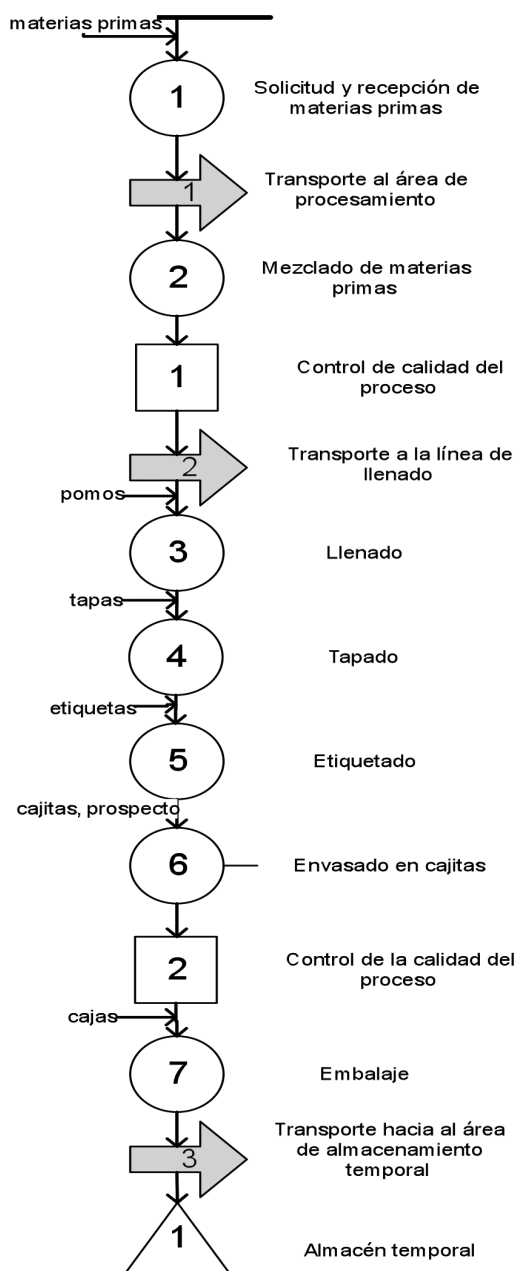 materias primas
1
Solicitud y recepción de
materias primas
1
Transporte al área de
procesamiento
2
Mezclado de materias
primas
1
Control de calidad del
proceso
2
Transporte a la línea de
llenado
pomos
3
Llenado
tapas
4
Tapado
etiquetas
5
Etiquetado
cajitas, prospecto
6
Envasado en cajitas
2
Control de la calidad del
proceso
cajas
7
Embalaje
3
Transporte hacia al área
de almacenamiento
temporal
1
Almacén temporal